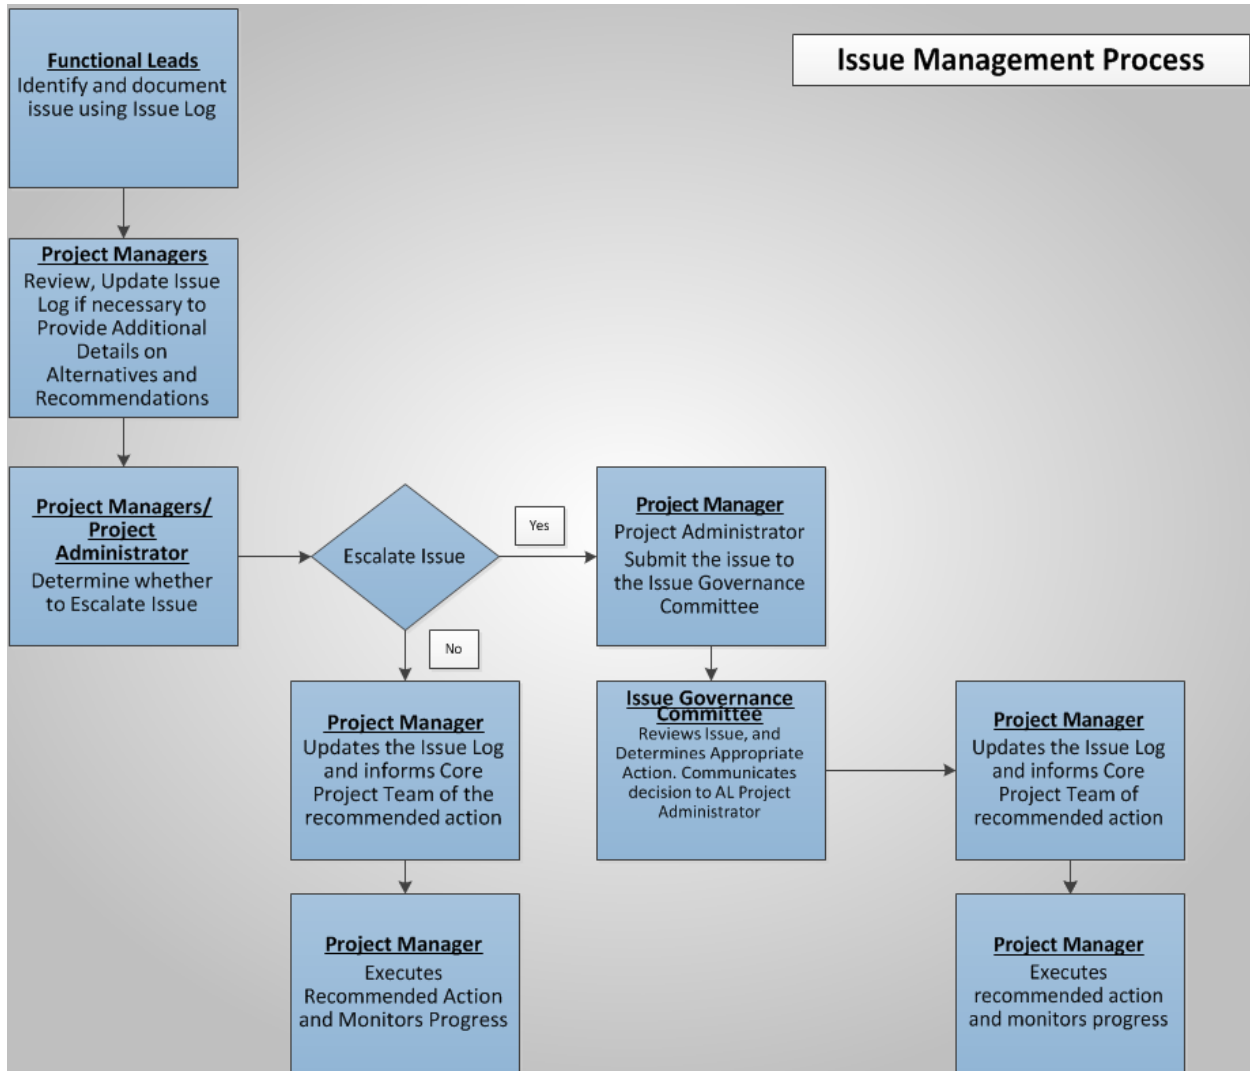 Issue Management Process
Functional Leads
Identify and document
issue using Issue Log
Project Managers
Review, Update Issue
Log if necessary to
Provide Additional
Details on
Alternatives and
Recommendations
Project Managers/
Project
Administrator
Determine whether
to Escalate Issue
Escalate Issue
Yes
No
Project Manager
Project Administrator
Submit the issue to
the Issue Governance
Committee
Project Manager
Updates the Issue Log
and informs Core
Project Team of the
recommended action
Issue Governance
Committee
Reviews Issue, and
Determines Appropriate
Action. Communicates
decision to AL Project
Administrator
Project Manager
Updates the Issue Log
and informs Core
Project Team of
recommended action
Project Manager
Executes
Recommended Action
and Monitors Progress
Project Manager
Executes
recommended action
and monitors progress